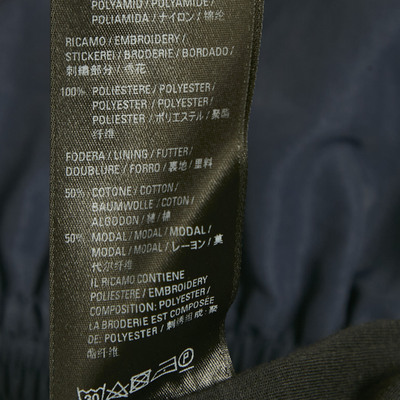 POLYAMID / POLYAMIDE /
POLIAMIDA / ナイロン / 锦纶
RICAMO / EMBROIDERY /
STICKEREI / BRODERIE / BORDADO /
刺繍部分 / 绣花
100% POLIESTERE / POLYESTER /
POLYESTER / POLYESTER /
POLIESTER / ポリエステル / 聚酯
纤维
FODERA / LINING / FUTTER /
DOUBLURE / FORRO / 裏地 / 里料
50% COTONE / COTTON /
BAUMWOLLE / COTON /
ALGODON / 綿 / 棉
50% MODAL / MODAL / MODAL /
MODAL / MODAL / レーヨン / 莫
代尔纤维
IL RICAMO CONTIENE
POLIESTERE / EMBROIDERY
COMPOSITION: POLYESTER /
LA BRODERIE EST COMPOSÉE
DE: POLYESTER / 刺绣组成: 聚
酯纤维
30 P